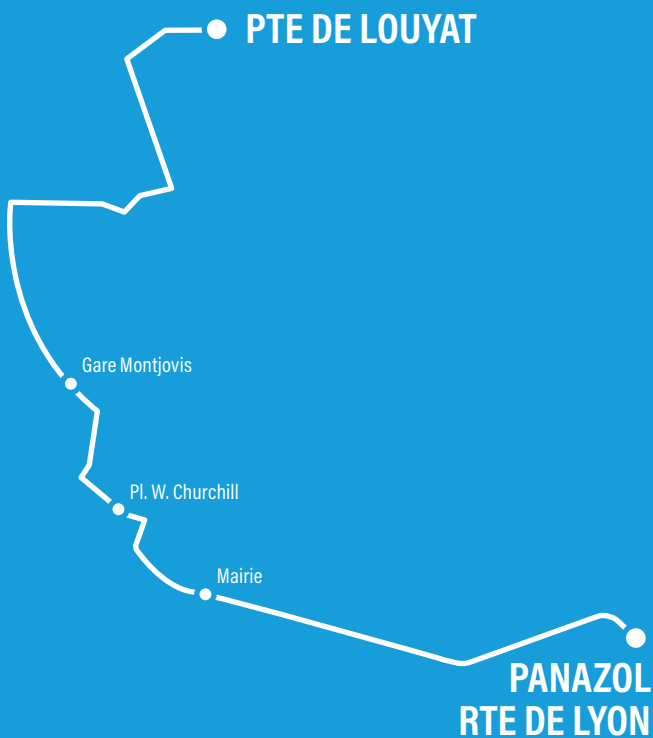 PTE DE LOUYAT
Gare Montjovis
Pl. W. Churchill
Mairie
PANAZOL
RTE DE LYON